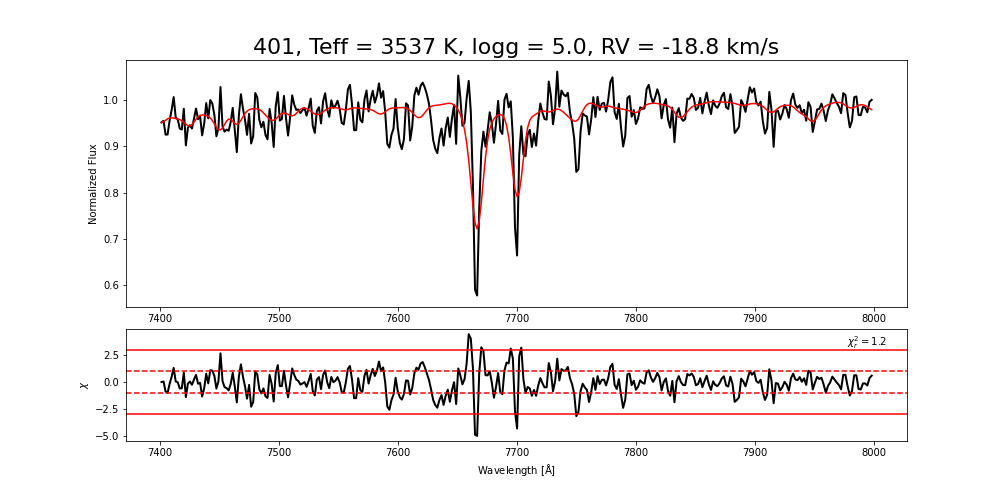 401, Teff = 3537 K, logg = 5.0, RV = -18.8 km/s
Normalized Flux
1.0
0.9
0.8
0.7
0.6
7400 7500 7600 7700 7800 7900 8000
χ
2.5
0.0
−2.5
−5.0
χ²ᵣ = 1.2
7400 7500 7600 7700 7800 7900 8000
Wavelength [Å]